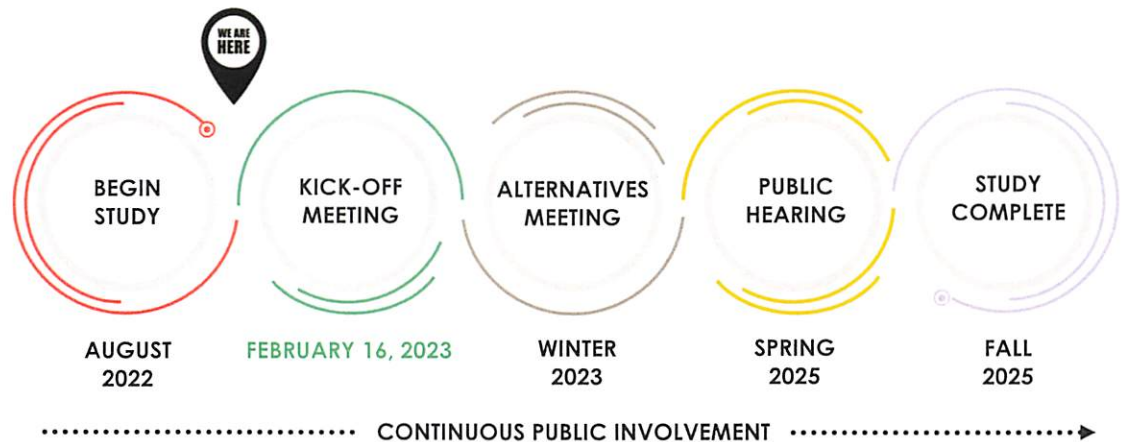 WE ARE
HERE
BEGIN
STUDY
KICK-OFF
MEETING
ALTERNATIVES
MEETING
PUBLIC
HEARING
STUDY
COMPLETE
AUGUST
2022
FEBRUARY 16, 2023
WINTER
2023
SPRING
2025
FALL
2025
CONTINUOUS PUBLIC INVOLVEMENT